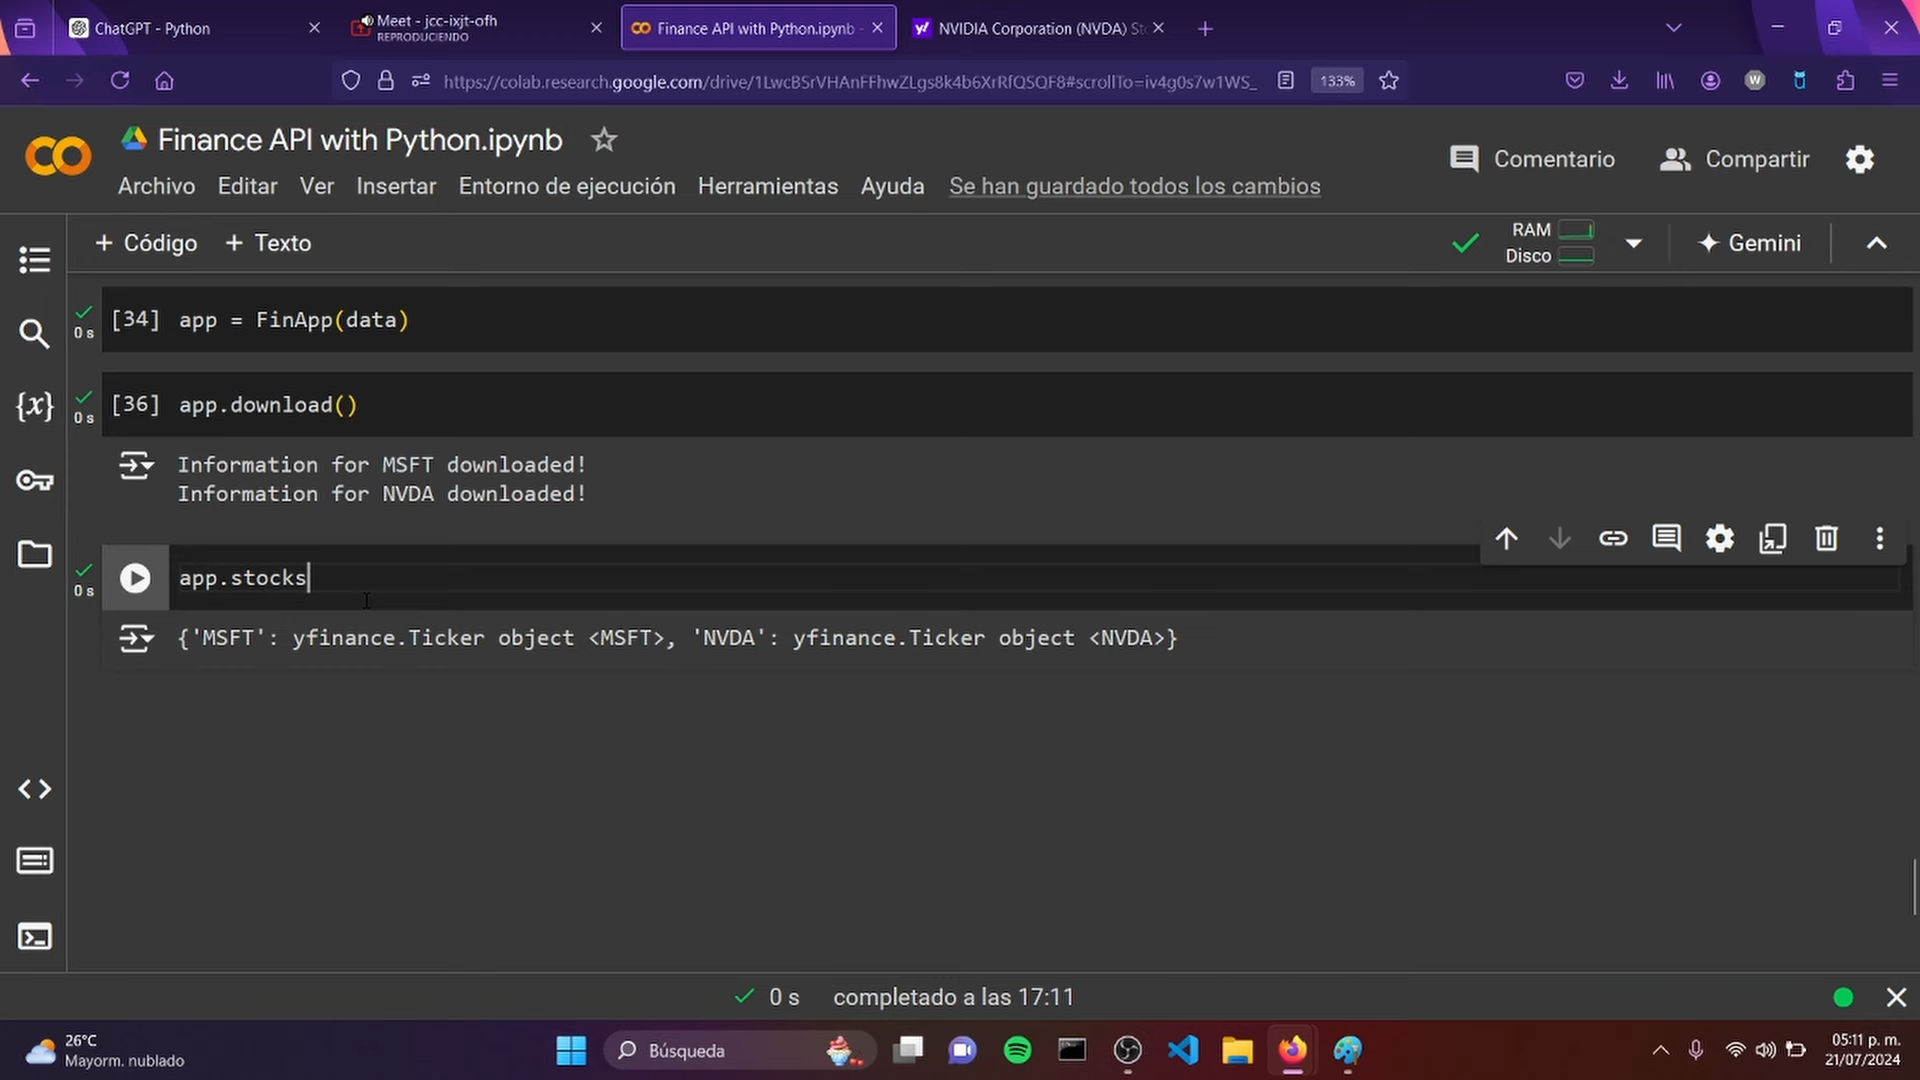 ChatGPT - Python
Meet - jcc-ixjt-ofh
REPRODUCIENDO
Finance API with Python.ipynb -
NVIDIA Corporation (NVDA) St
https://colab.research.google.com/drive/1LwcBSrVHAnFFhwZLgs8k4b6XrRfQSQF8#scrollTo=iv4g0s7w1WS_
133%
Finance API with Python.ipynb
Comentario
Compartir
Archivo
Editar
Ver
Insertar
Entorno de ejecución
Herramientas
Ayuda
Se han guardado todos los cambios
+ Código
+ Texto
RAM
Disco
Gemini
0 s
[34] app = FinApp(data)
0 s
[36] app.download()
Information for MSFT downloaded!
Information for NVDA downloaded!
0 s
app.stocks
{'MSFT': yfinance.Ticker object <MSFT>, 'NVDA': yfinance.Ticker object <NVDA>}
0 s
completado a las 17:11
26°C
Mayorm. nublado
Búsqueda
05:11 p. m.
21/07/2024